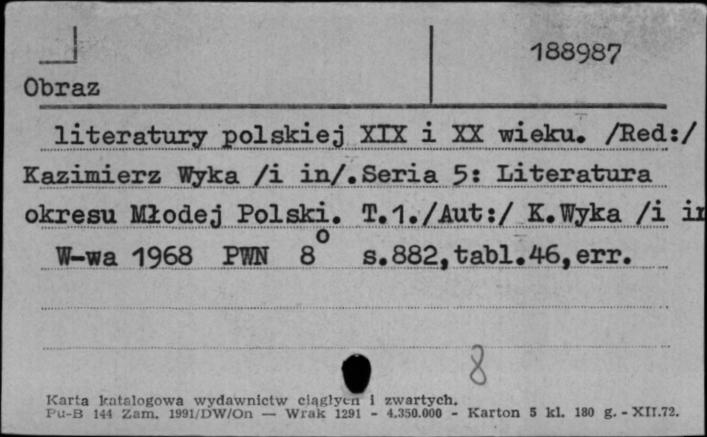 188987
Obraz
literatury polskiej XIX i XX wieku. /Red:/
Kazimierz Wyka /i in/.Seria 5: Literatura
okresu Młodej Polski. T.1./Aut:/ K.Wyka /i in
W-wa 1968 PWN 8° s.882,tabl.46,err.
8
Karta katalogowa wydawnictw ciągłych i zwartych.
Pu-B 144 Zam. 1991/DW/On — Wrak 1291 - 4.350.000 - Karton 5 kl. 180 g. - XII.72.